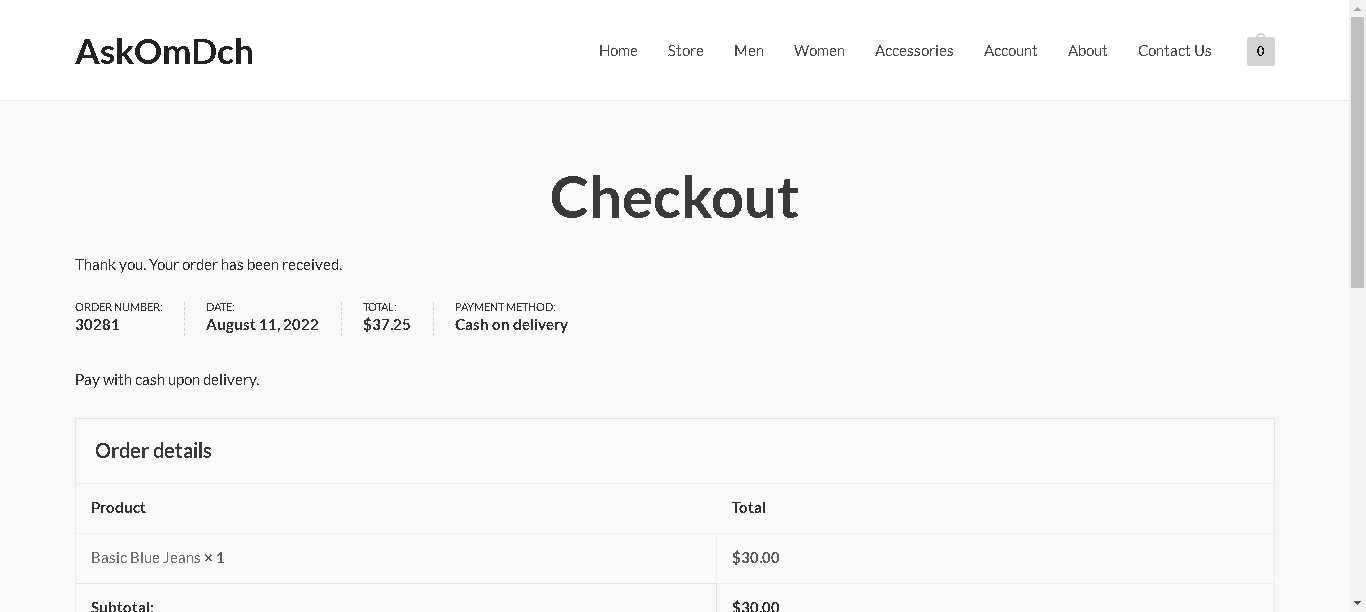 AskOmDch
Home Store Men Women Accessories Account About Contact Us 0
Checkout
Thank you. Your order has been received.
ORDER NUMBER: DATE: TOTAL: PAYMENT METHOD:
30281 August 11, 2022 $37.25 Cash on delivery
Pay with cash upon delivery.
Order details
Product Total
Basic Blue Jeans × 1 $30.00
Subtotal: $30.00